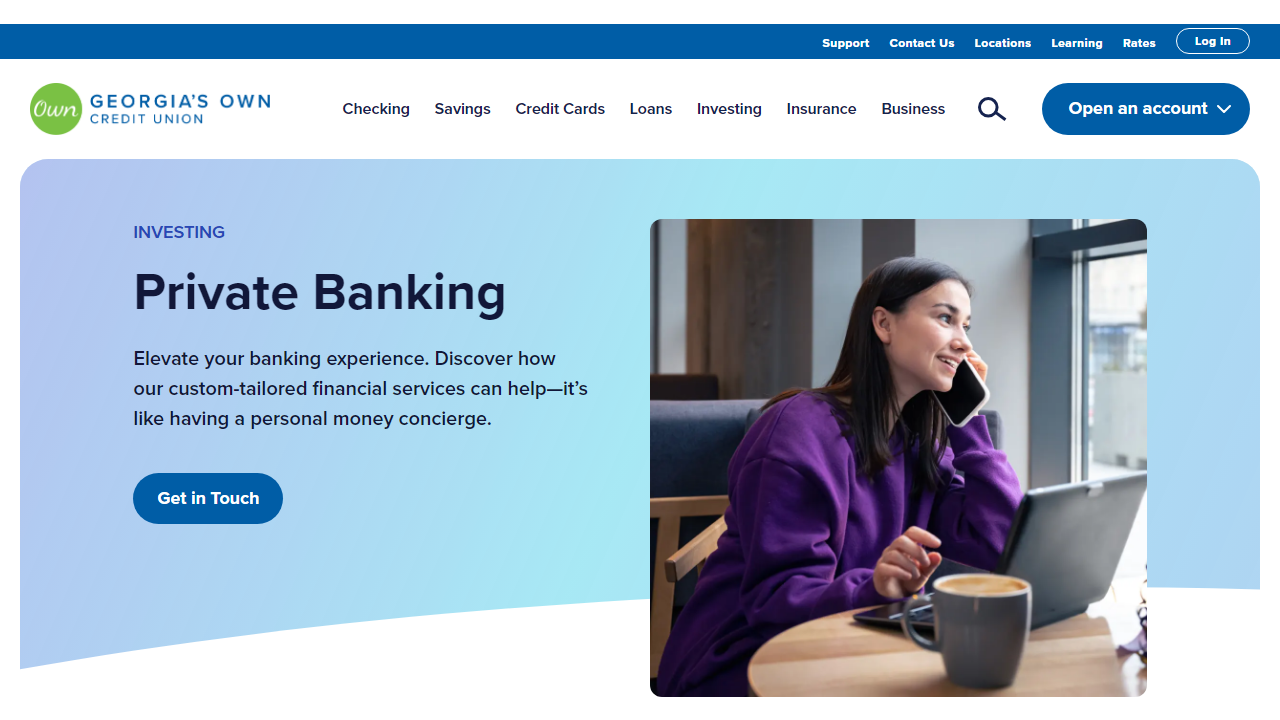 Support Contact Us Locations Learning Rates Log In
Own GEORGIA'S OWN
CREDIT UNION
Checking Savings Credit Cards Loans Investing Insurance Business Open an account
INVESTING
Private Banking
Elevate your banking experience. Discover how
our custom-tailored financial services can help—it's
like having a personal money concierge.
Get in Touch